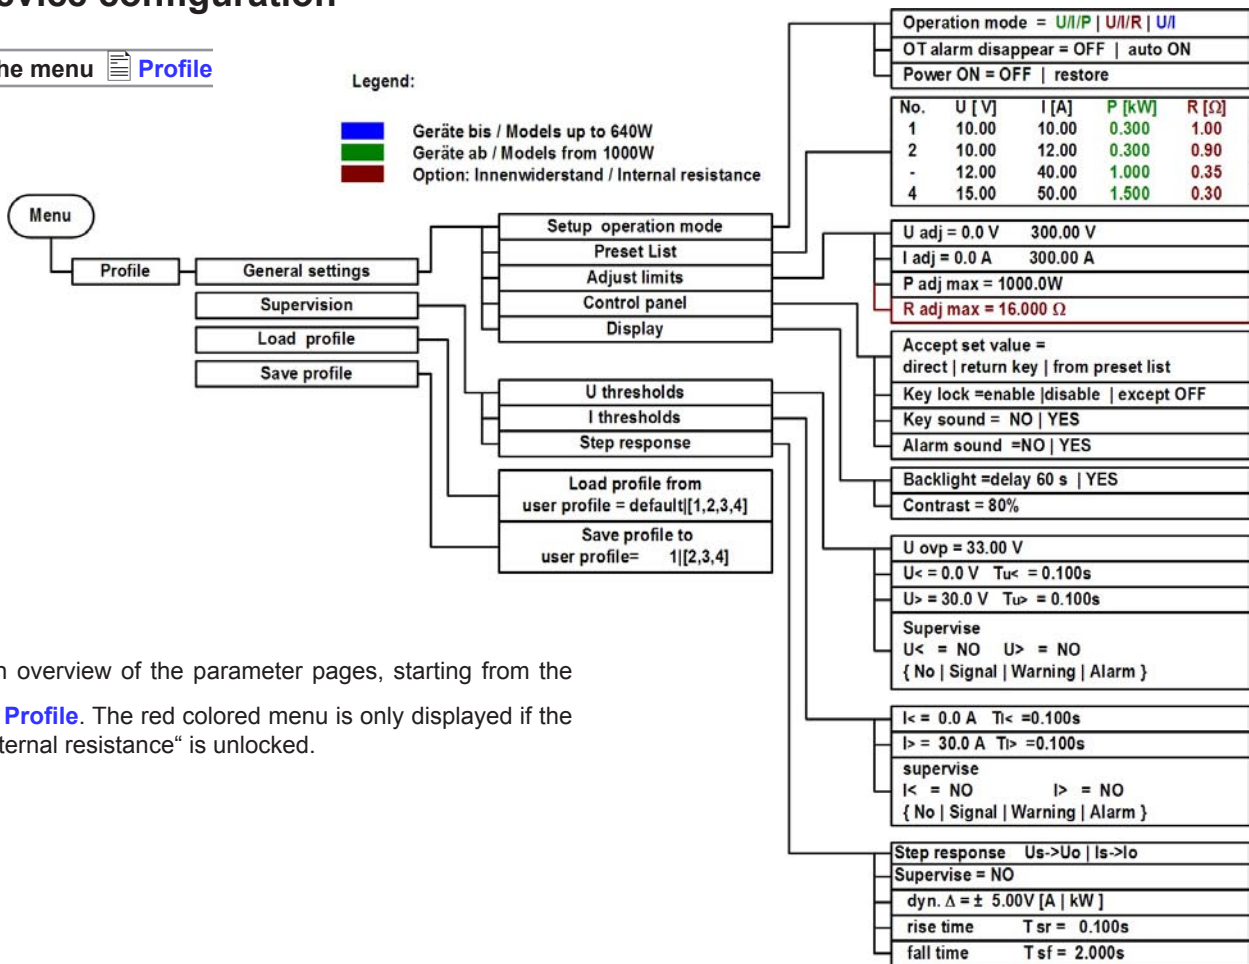 evice configuration
he menu Profile
Legend:
Geräte bis / Models up to 640W
Geräte ab / Models from 1000W
Option: Innenwiderstand / Internal resistance
Menu
Profile
General settings
Supervision
Load profile
Save profile
Setup operation mode
Preset List
Adjust limits
Control panel
Display
U thresholds
I thresholds
Step response
Load profile from
user profile = default|[1,2,3,4]
Save profile to
user profile= 1|[2,3,4]
Operation mode = U/I/P | U/I/R | U/I
OT alarm disappear = OFF | auto ON
Power ON = OFF | restore
No. U [ V] I [A] P [kW] R [Ω]
1 10.00 10.00 0.300 1.00
2 10.00 12.00 0.300 0.90
- 12.00 40.00 1.000 0.35
4 15.00 50.00 1.500 0.30
U adj = 0.0 V 300.00 V
I adj = 0.0 A 300.00 A
P adj max = 1000.0W
R adj max = 16.000 Ω
Accept set value =
direct | return key | from preset list
Key lock =enable |disable | except OFF
Key sound = NO | YES
Alarm sound =NO | YES
Backlight =delay 60 s | YES
Contrast = 80%
U ovp = 33.00 V
U< = 0.0 V Tu< = 0.100s
U> = 30.0 V Tu> = 0.100s
Supervise
U< = NO U> = NO
{ No | Signal | Warning | Alarm }
I< = 0.0 A TI< =0.100s
I> = 30.0 A TI> =0.100s
supervise
I< = NO I> = NO
{ No | Signal | Warning | Alarm }
Step response Us->Uo | Is->Io
Supervise = NO
dyn. Δ = ± 5.00V [A | kW ]
rise time T sr = 0.100s
fall time T sf = 2.000s
n overview of the parameter pages, starting from the
Profile. The red colored menu is only displayed if the
ternal resistance“ is unlocked.